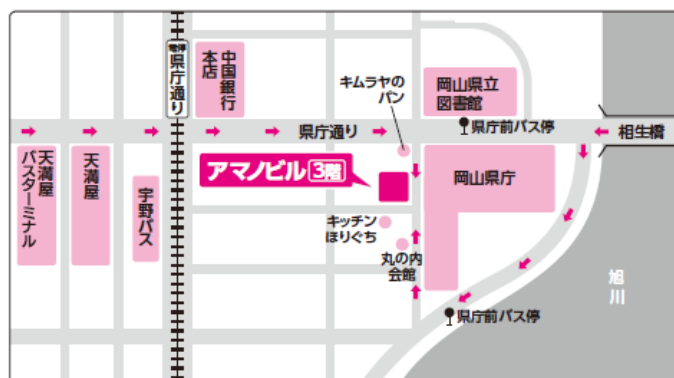 電停
県庁通り
中国銀行
本店
キムラヤの
パン
岡山県立
図書館
県庁通り
県庁前バス停
相生橋
天満屋
バスターミナル
天満屋
宇野バス
アマノビル 3階
岡山県庁
キッチン
ほりぐち
丸の内
会館
旭川
県庁前バス停